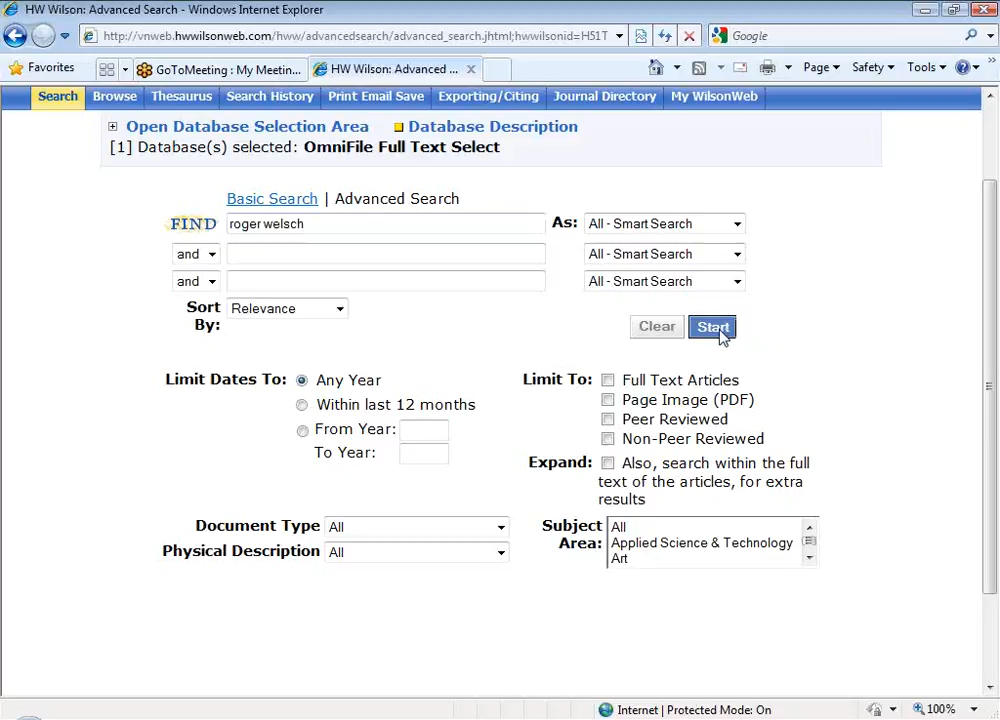 HW Wilson: Advanced Search - Windows Internet Explorer
http://vnweb.hwwilsonweb.com/hww/advancedsearch/advanced_search.jhtml;hwwilsonid=H51T
Google
Favorites
GoToMeeting : My Meetin...
HW Wilson: Advanced ...
Page
Safety
Tools
Search
Browse
Thesaurus
Search History
Print Email Save
Exporting/Citing
Journal Directory
My WilsonWeb
Open Database Selection Area
Database Description
[1] Database(s) selected: OmniFile Full Text Select
Basic Search | Advanced Search
FIND roger welsch As: All - Smart Search
and All - Smart Search
and All - Smart Search
Sort By: Relevance
Clear Start
Limit Dates To: Any Year
Within last 12 months
From Year:
To Year:
Limit To: Full Text Articles
Page Image (PDF)
Peer Reviewed
Non-Peer Reviewed
Expand: Also, search within the full
text of the articles, for extra
results
Document Type All
Physical Description All
Subject Area: All
Applied Science & Technology
Art
Internet | Protected Mode: On
100%